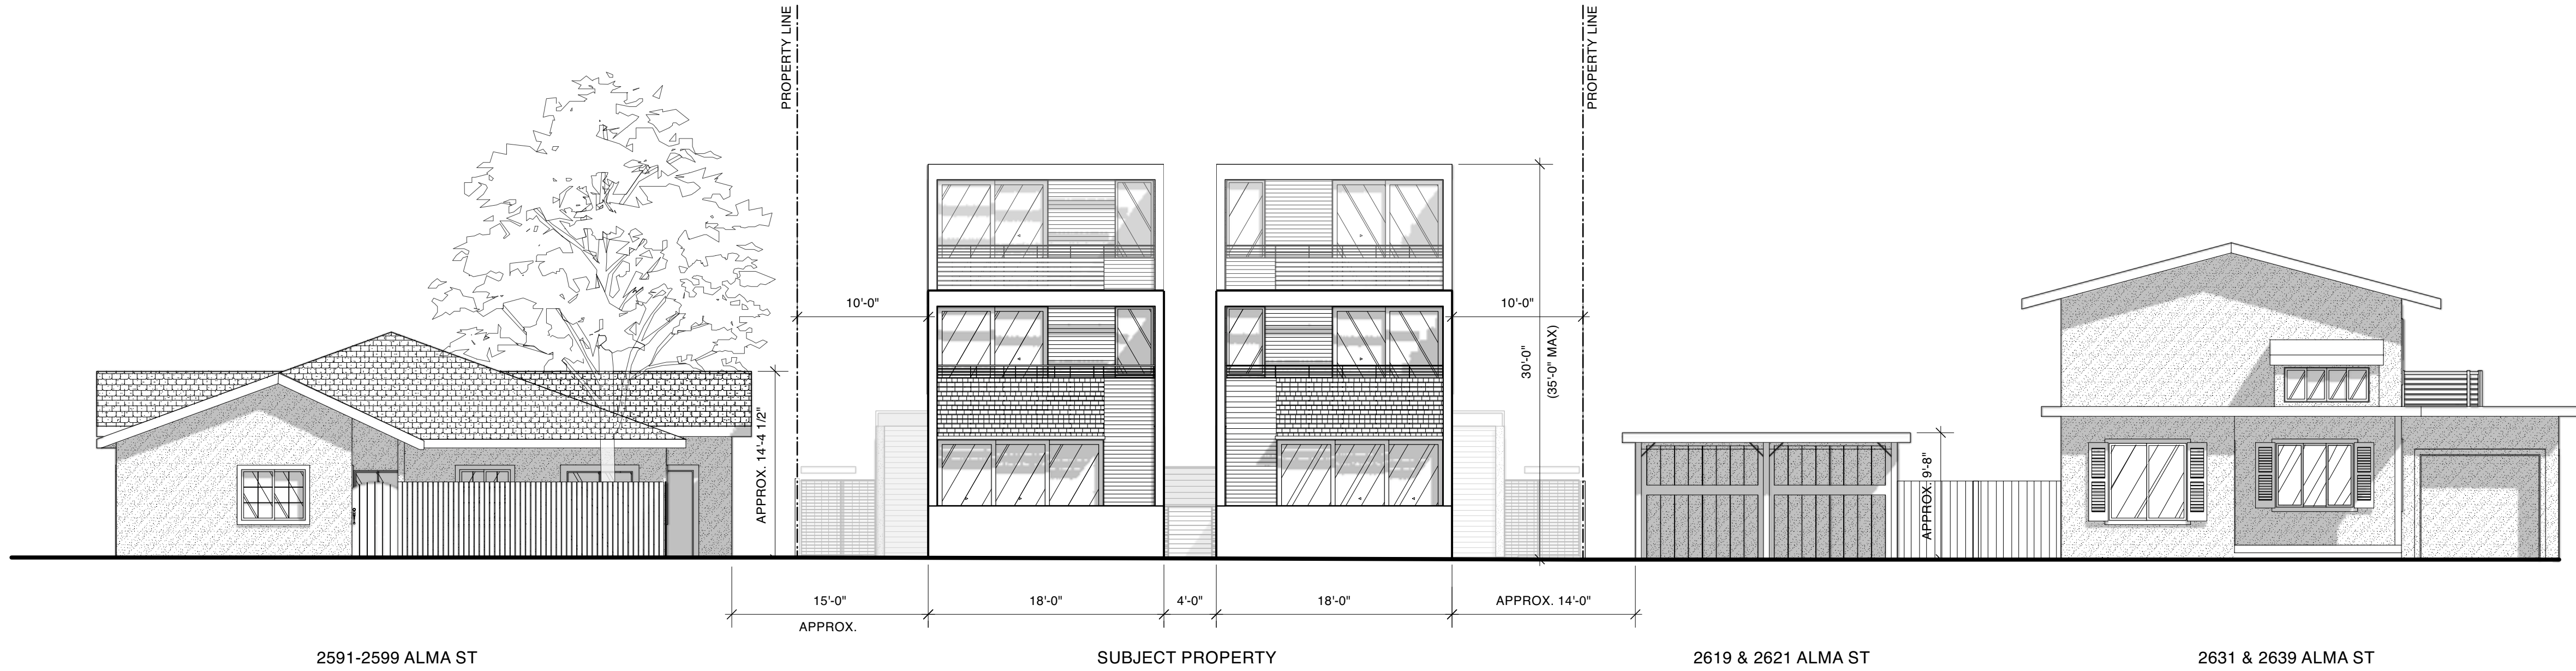 PROPERTY LINE
PROPERTY LINE
10'-0"
10'-0"
30'-0"
(35'-0" MAX)
APPROX. 14'-4 1/2"
APPROX. 9'-8"
15'-0"
APPROX.
18'-0"
4'-0"
18'-0"
APPROX. 14'-0"
2591-2599 ALMA ST
SUBJECT PROPERTY
2619 & 2621 ALMA ST
2631 & 2639 ALMA ST